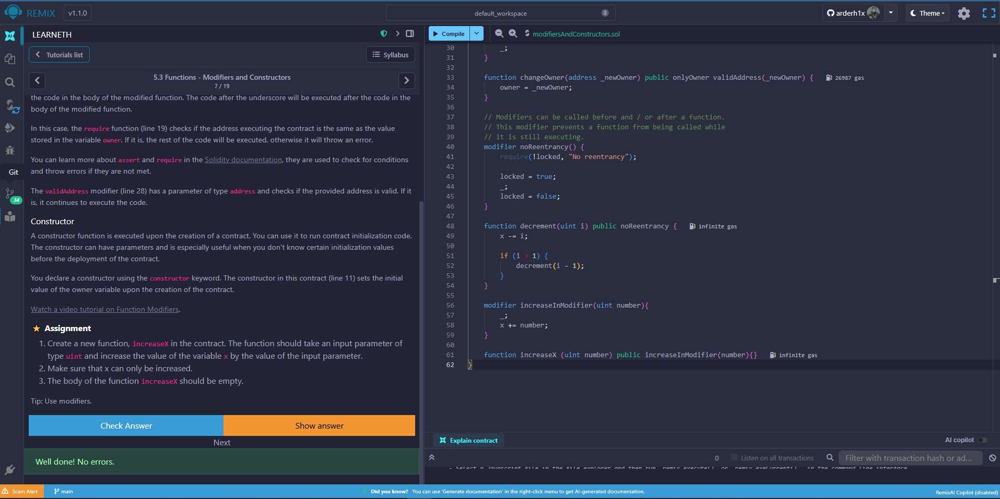 REMIX v1.1.0
default_workspace
arderh1x
Theme
LEARNETH
Tutorials list
Syllabus
5.3 Functions - Modifiers and Constructors
7 / 19
the code in the body of the modified function. The code after the underscore will be executed after the code in the
body of the modified function.
In this case, the require function (line 19) checks if the address executing the contract is the same as the value
stored in the variable owner. If it is, the rest of the code will be executed, otherwise it will throw an error.
You can learn more about assert and require in the Solidity documentation, they are used to check for conditions
and throw errors if they are not met.
Git
The validAddress modifier (line 28) has a parameter of type address and checks if the provided address is valid. If it
is, it continues to execute the code.
34
Constructor
A constructor function is executed upon the creation of a contract. You can use it to run contract initialization code.
The constructor can have parameters and is especially useful when you don't know certain initialization values
before the deployment of the contract.
You declare a constructor using the constructor keyword. The constructor in this contract (line 11) sets the initial
value of the owner variable upon the creation of the contract.
Watch a video tutorial on Function Modifiers.
Assignment
1. Create a new function, increaseX in the contract. The function should take an input parameter of
type uint and increase the value of the variable x by the value of the input parameter.
2. Make sure that x can only be increased.
3. The body of the function increaseX should be empty.
Tip: Use modifiers.
Check Answer
Show answer
Next
Well done! No errors.
Compile
modifiersAndConstructors.sol
30 _;
31 }
32
33 function changeOwner(address _newOwner) public onlyOwner validAddress(_newOwner) { 26987 gas
34 owner = _newOwner;
35 }
36
37 // Modifiers can be called before and / or after a function.
38 // This modifier prevents a function from being called while
39 // it is still executing.
40 modifier noReentrancy() {
41 require(!locked, "No reentrancy");
42
43 locked = true;
44 _;
45 locked = false;
46 }
47
48 function decrement(uint i) public noReentrancy { infinite gas
49 x -= i;
50
51 if (i > 1) {
52 decrement(i - 1);
53 }
54 }
55
56 modifier increaseInModifier(uint number){
57 _;
58 x += number;
59 }
60
61 function increaseX (uint number) public increaseInModifier(number){} infinite gas
62 }
Explain contract
AI copilot
0
Listen on all transactions
Filter with transaction hash or ad...
- Select a Javascript file in the file explorer and then run `remix.execute()` or `remix.exeCurrent()` in the command line interface
Scam Alert
main
Did you know? You can use 'Generate documentation' in the right-click menu to get AI-generated documentation.
RemixAI Copilot (disabled)